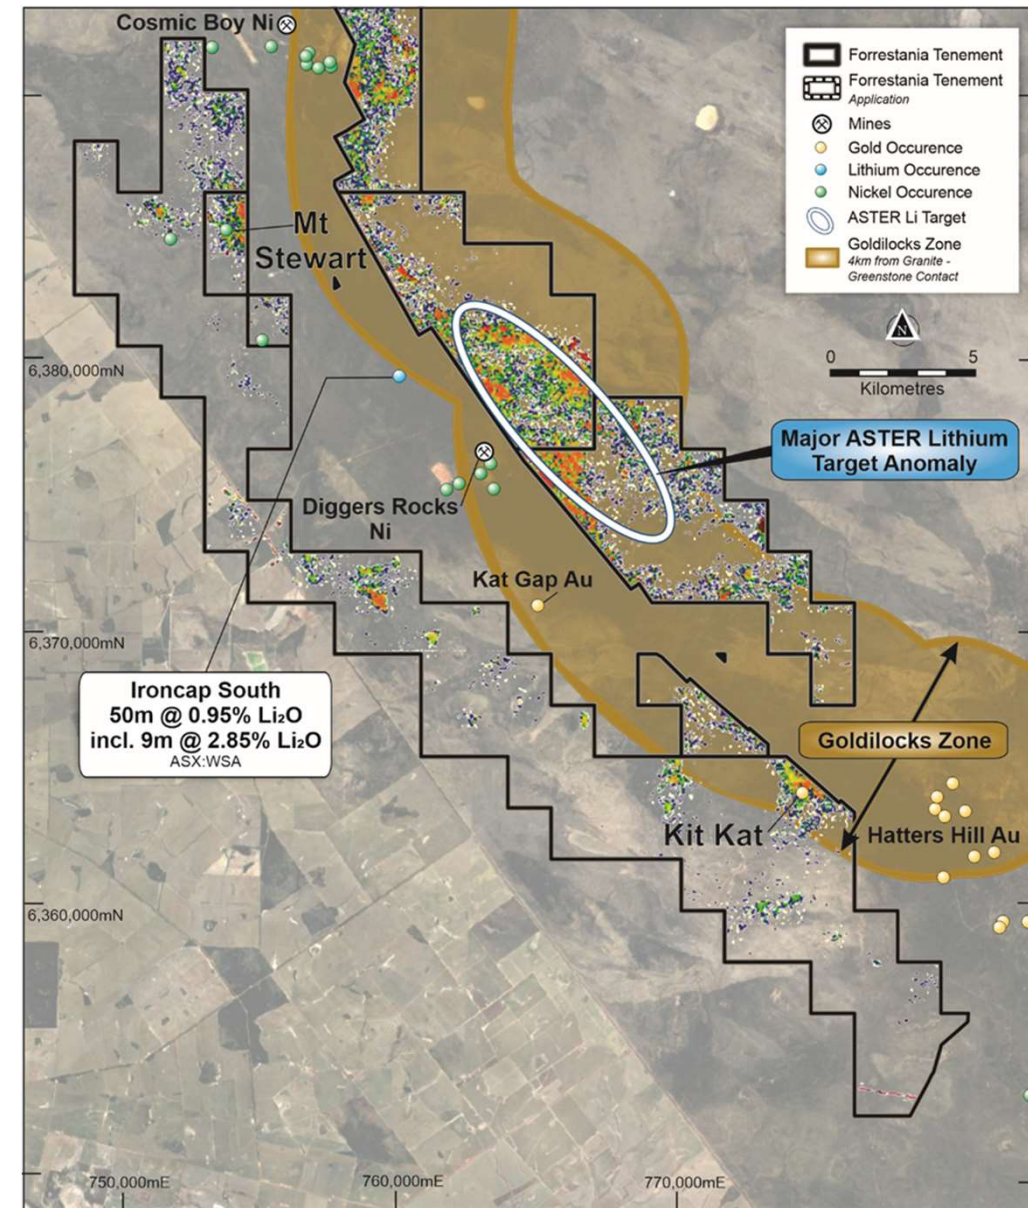 Cosmic Boy Ni
Forrestania Tenement
Forrestania Tenement
Application
Mines
Gold Occurence
Lithium Occurence
Nickel Occurence
ASTER Li Target
Goldilocks Zone
4km from Granite -
Greenstone Contact
Mt
Stewart
N
0 5
Kilometres
6,380,000mN
Major ASTER Lithium
Target Anomaly
Diggers Rocks
Ni
Kat Gap Au
6,370,000mN
Ironcap South
50m @ 0.95% Li₂O
incl. 9m @ 2.85% Li₂O
ASX:WSA
Goldilocks Zone
Kit Kat
Hatters Hill Au
6,360,000mN
750,000mE
760,000mE
770,000mE